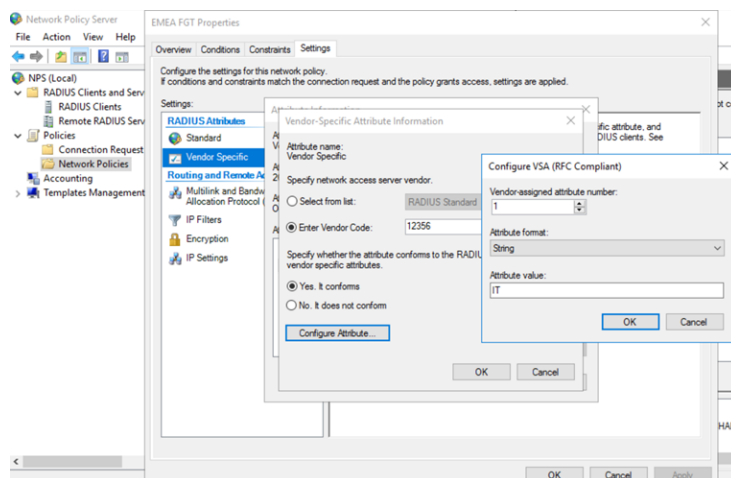 Network Policy Server
File Action View Help
NPS (Local)
RADIUS Clients and Serv
RADIUS Clients
Remote RADIUS Serv
Policies
Connection Request
Network Policies
Accounting
Templates Management
EMEA FGT Properties
Overview Conditions Constraints Settings
Configure the settings for this network policy.
If conditions and constraints match the connection request and the policy grants access, settings are applied.
Settings:
RADIUS Attributes
Standard
Vendor Specific
Routing and Remote Ac
Multilink and Bandw
Allocation Protocol (
IP Filters
Encryption
IP Settings
ific attribute, and
DIUS clients. See
Vendor-Specific Attribute Information
Attribute name:
Vendor Specific
Specify network access server vendor.
Select from list:
RADIUS Standard
Enter Vendor Code:
12356
Specify whether the attribute conforms to the RADIU
vendor specific attributes.
Yes. It conforms
No. It does not conform
Configure Attribute...
OK Cancel
Configure VSA (RFC Compliant)
Vendor-assigned attribute number:
1
Attribute format:
String
Attribute value:
IT
OK Cancel
OK Cancel Apply